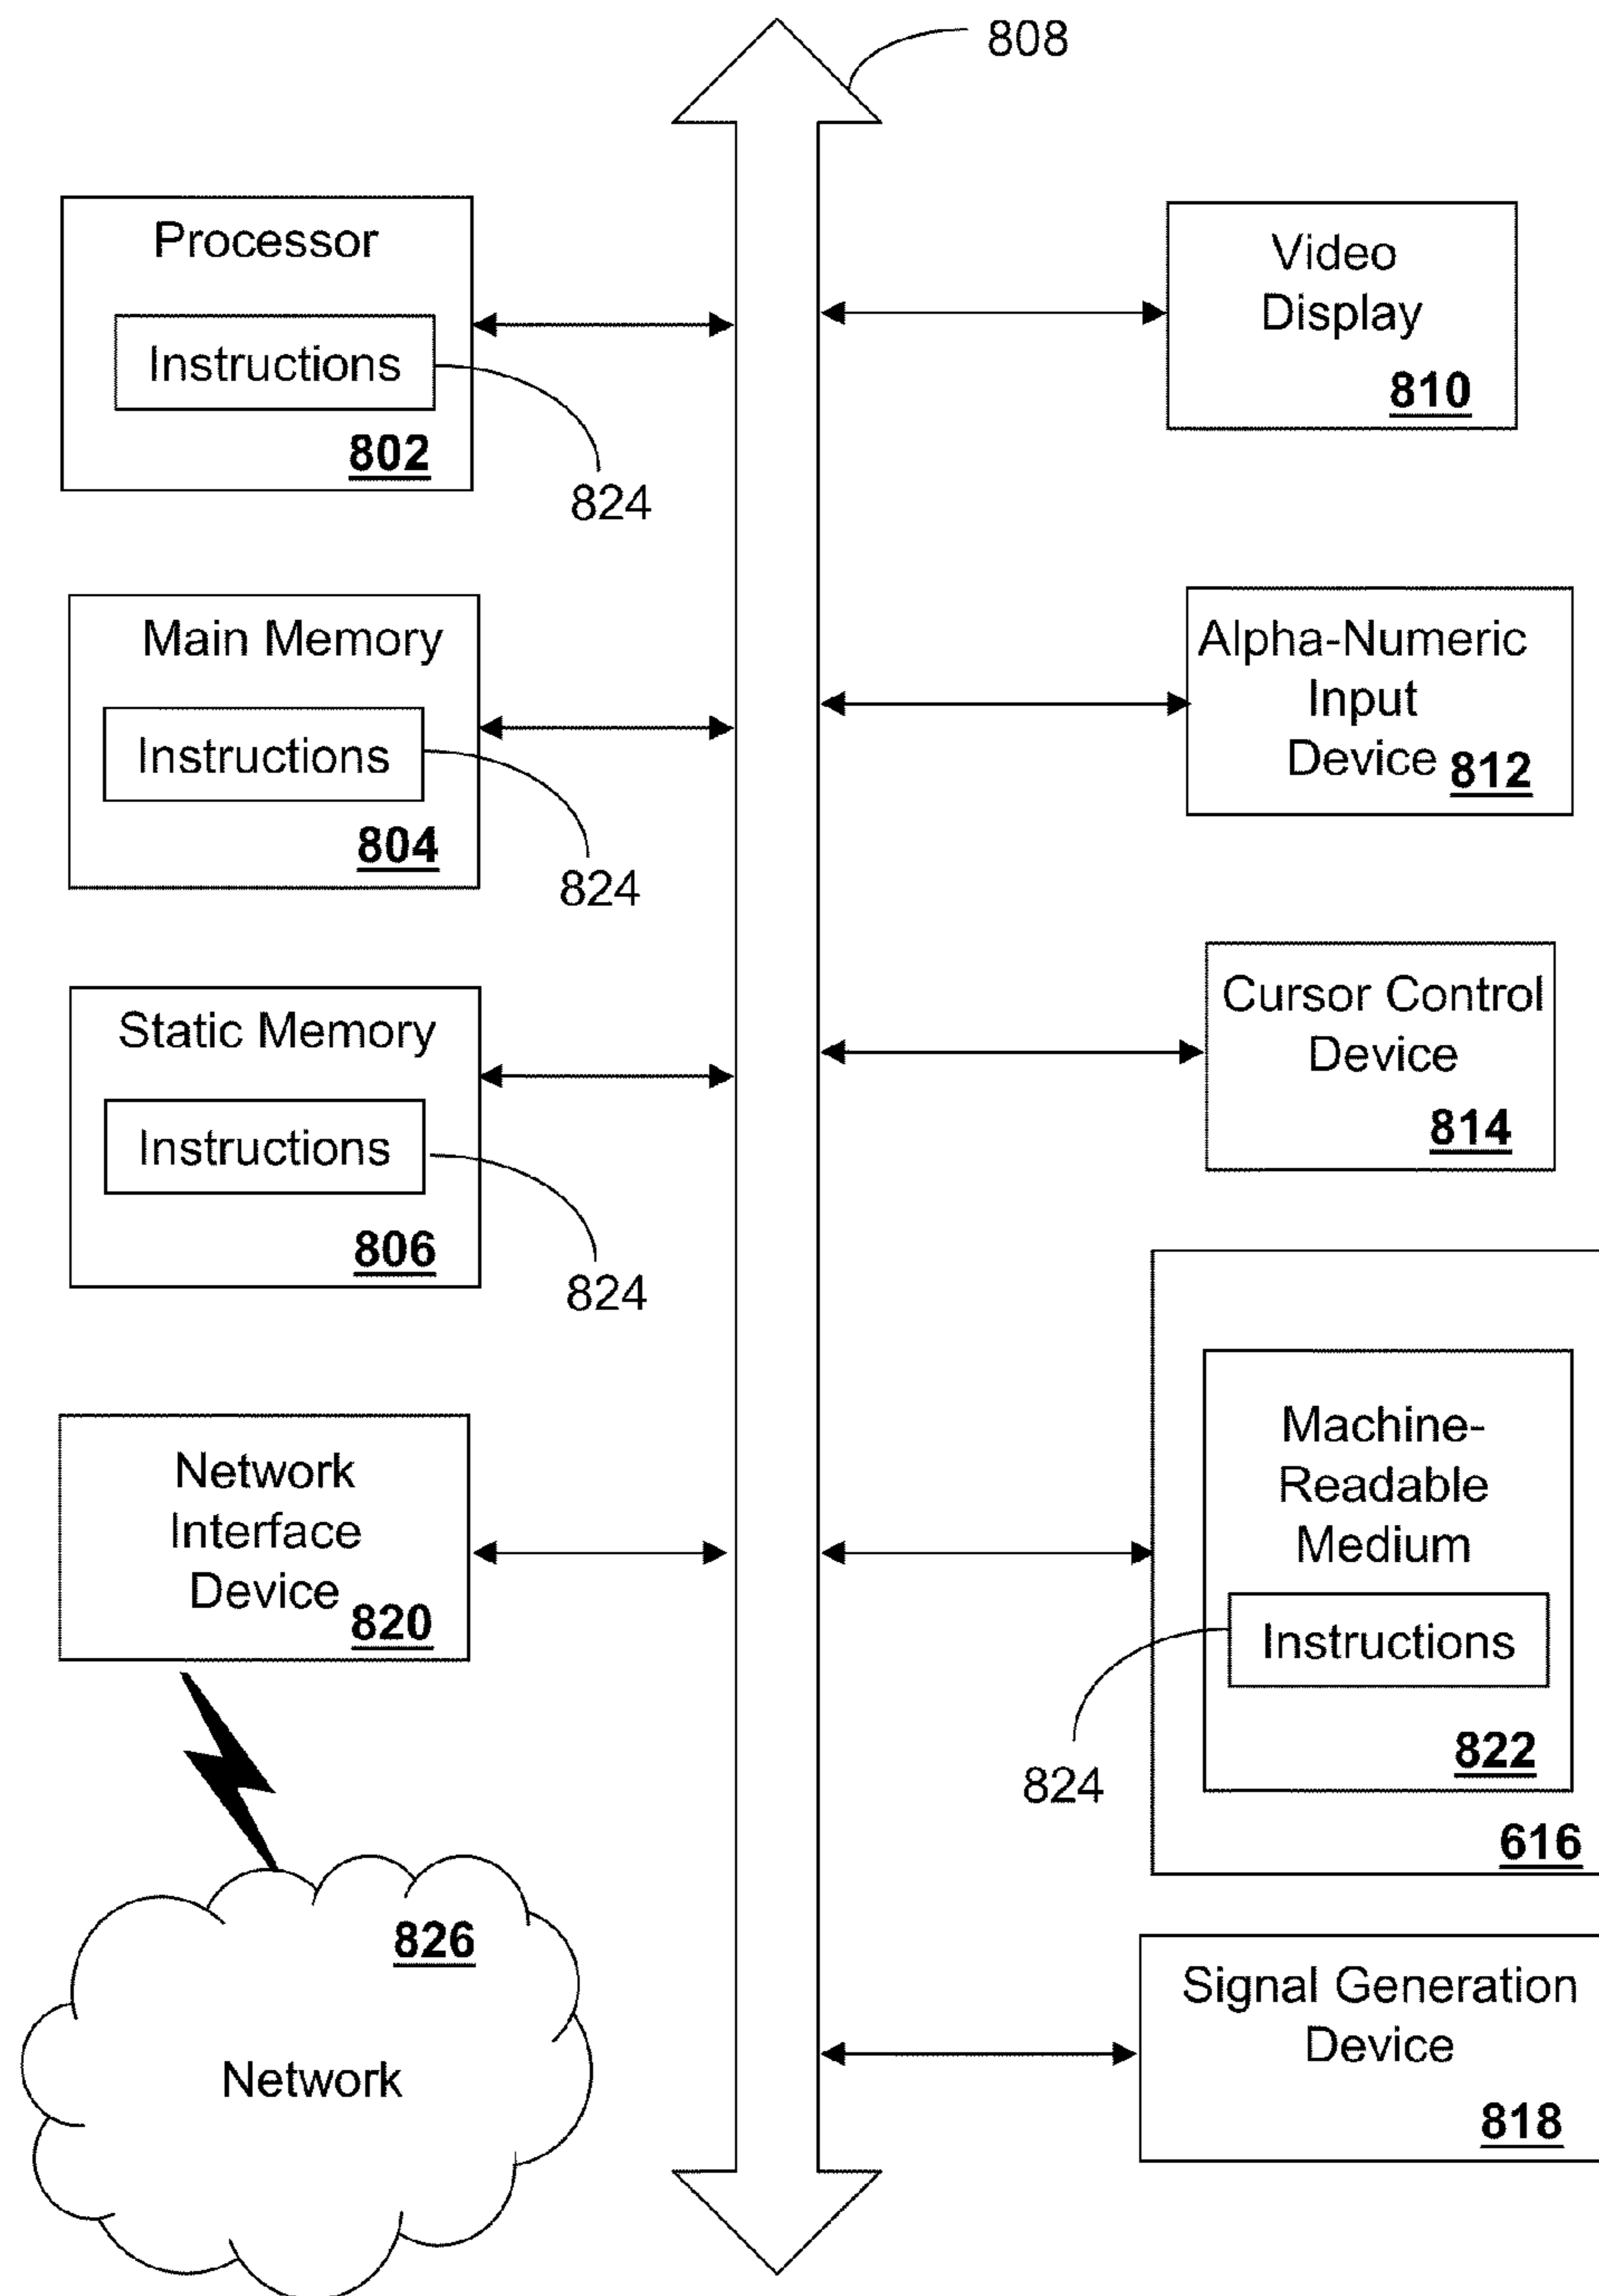 808
Processor
Instructions
802
824
Main Memory
Instructions
804
824
Static Memory
Instructions
806
824
Network
Interface
Device
820
826
Network
Video
Display
810
Alpha-Numeric
Input
Device 812
Cursor Control
Device
814
Machine-
Readable
Medium
Instructions
822
824
616
Signal Generation
Device
818